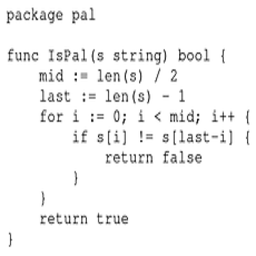 package pal

func IsPal(s string) bool {
    mid := len(s) / 2
    last := len(s) - 1
    for i := 0; i < mid; i++ {
        if s[i] != s[last-i] {
            return false
        }
    }
    return true
}